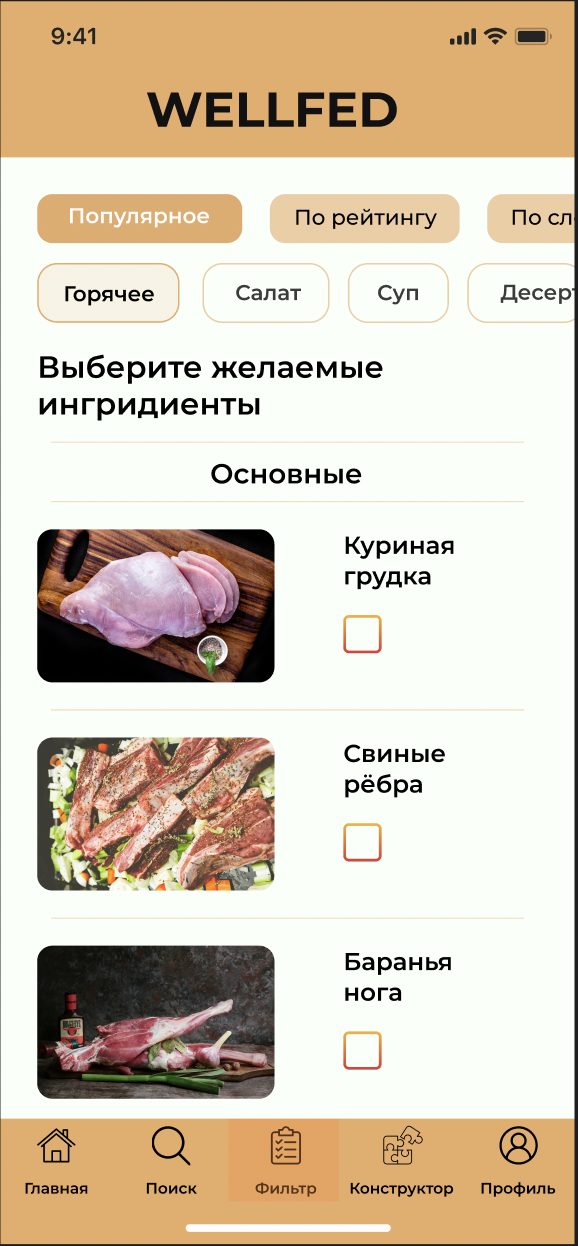 9:41
WELLFED
Популярное
По рейтингу
По сл
Горячее
Салат
Суп
Десерт
Выберите желаемые
ингридиенты
Основные
Куриная
грудка
Свиные
рёбра
Баранья
нога
Главная
Поиск
Фильтр
Конструктор
Профиль